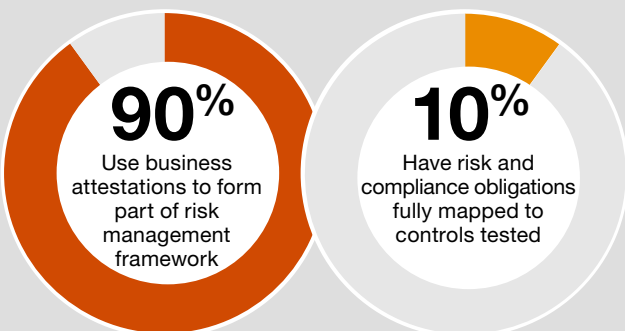 90%
Use business
attestations to form
part of risk
management
framework
10%
Have risk and
compliance obligations
fully mapped to
controls tested